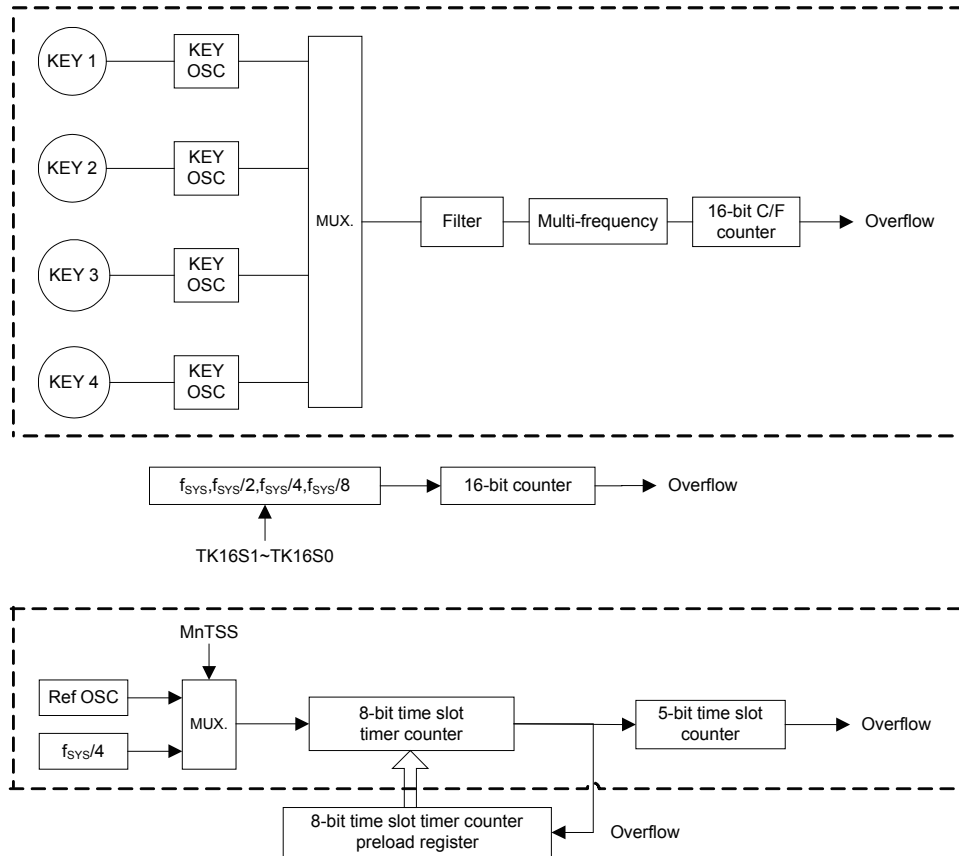 KEY 1
KEY
OSC
KEY 2
KEY
OSC
KEY 3
KEY
OSC
KEY 4
KEY
OSC
MUX.
Filter
Multi-frequency
16-bit C/F
counter
Overflow
fSYS,fSYS/2,fSYS/4,fSYS/8
16-bit counter
Overflow
TK16S1~TK16S0
MnTSS
Ref OSC
fSYS/4
MUX.
8-bit time slot
timer counter
5-bit time slot
counter
Overflow
8-bit time slot timer counter
preload register
Overflow